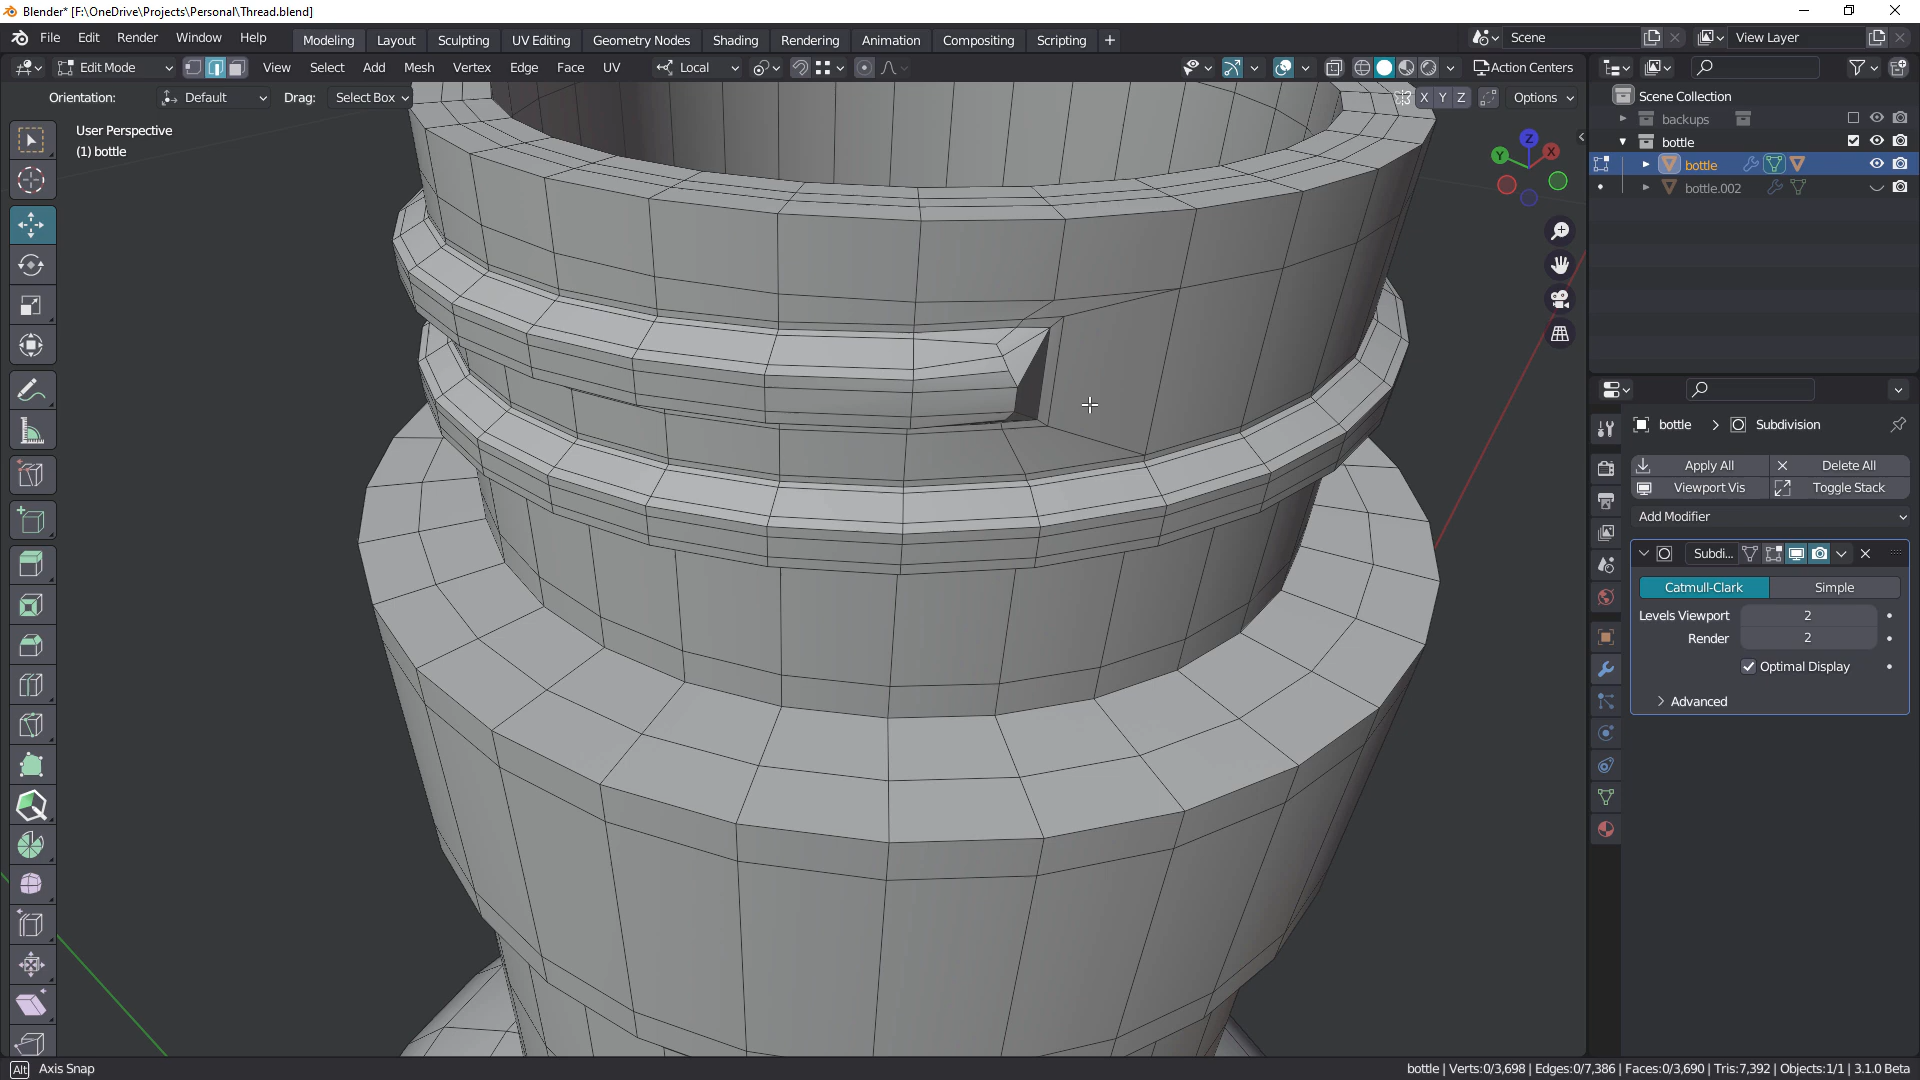 Blender* [F:\OneDrive\Projects\Personal\Thread.blend]
File Edit Render Window Help Modeling Layout Sculpting UV Editing Geometry Nodes Shading Rendering Animation Compositing Scripting + Scene View Layer
Edit Mode View Select Add Mesh Vertex Edge Face UV Local Action Centers
Orientation: Default Drag: Select Box X Y Z Options
User Perspective
(1) bottle
Z
Y X
Scene Collection
backups
bottle
bottle
bottle.002
bottle > Subdivision
Apply All Delete All
Viewport Vis Toggle Stack
Add Modifier
Subdi...
Catmull-Clark Simple
Levels Viewport 2
Render 2
Optimal Display
Advanced
Alt Axis Snap
bottle | Verts:0/3,698 | Edges:0/7,386 | Faces:0/3,690 | Tris:7,392 | Objects:1/1 | 3.1.0 Beta